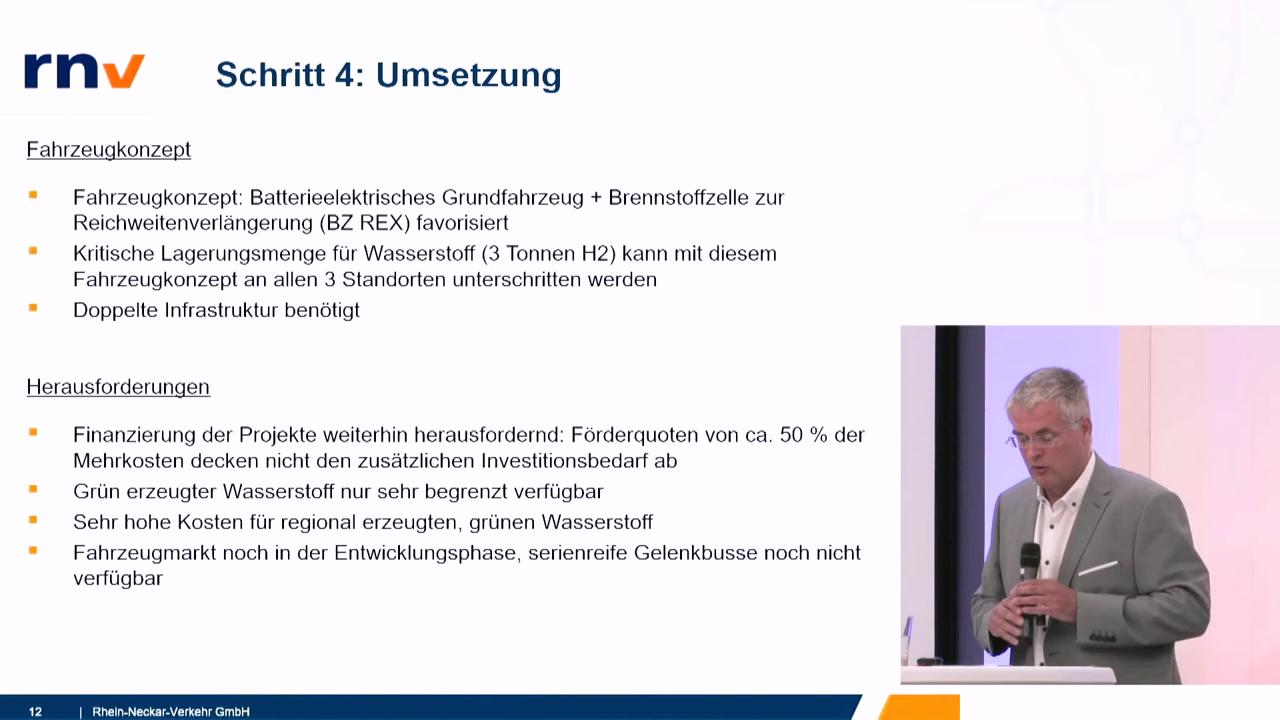 rnv
Schritt 4: Umsetzung
Fahrzeugkonzept
Fahrzeugkonzept: Batterieelektrisches Grundfahrzeug + Brennstoffzelle zur
Reichweitenverlängerung (BZ REX) favorisiert
Kritische Lagerungsmenge für Wasserstoff (3 Tonnen H2) kann mit diesem
Fahrzeugkonzept an allen 3 Standorten unterschritten werden
Doppelte Infrastruktur benötigt
Herausforderungen
Finanzierung der Projekte weiterhin herausfordernd: Förderquoten von ca. 50 % der
Mehrkosten decken nicht den zusätzlichen Investitionsbedarf ab
Grün erzeugter Wasserstoff nur sehr begrenzt verfügbar
Sehr hohe Kosten für regional erzeugten, grünen Wasserstoff
Fahrzeugmarkt noch in der Entwicklungsphase, serienreife Gelenkbusse noch nicht
verfügbar
12 | Rhein-Neckar-Verkehr GmbH